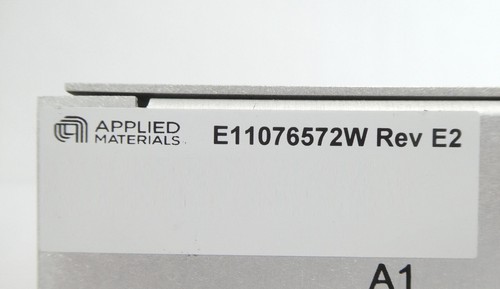 APPLIED
MATERIALS
E11076572W Rev E2
A1